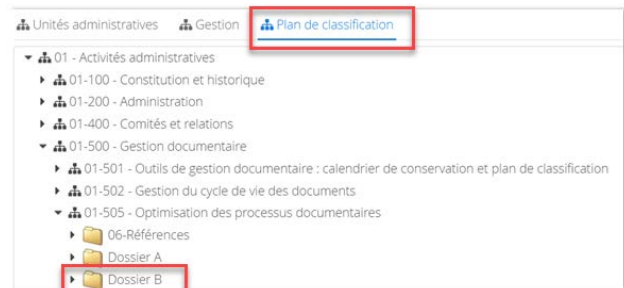 Unités administratives Gestion Plan de classification
01 - Activités administratives
01-100 - Constitution et historique
01-200 - Administration
01-400 - Comités et relations
01-500 - Gestion documentaire
01-501 - Outils de gestion documentaire : calendrier de conservation et plan de classification
01-502 - Gestion du cycle de vie des documents
01-505 - Optimisation des processus documentaires
06-Références
Dossier A
Dossier B